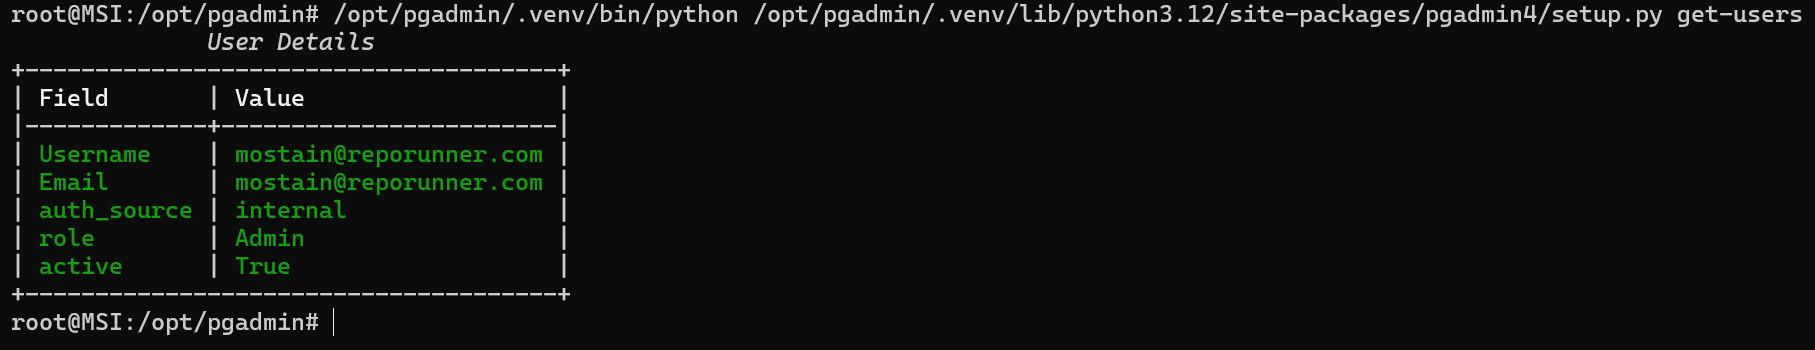 root@MSI:/opt/pgadmin# /opt/pgadmin/.venv/bin/python /opt/pgadmin/.venv/lib/python3.12/site-packages/pgadmin4/setup.py get-users
User Details
+--------------------------------------+
| Field       | Value                  |
|-------------+------------------------|
| Username    | mostain@reporunner.com |
| Email       | mostain@reporunner.com |
| auth_source | internal               |
| role        | Admin                  |
| active      | True                   |
+--------------------------------------+
root@MSI:/opt/pgadmin#